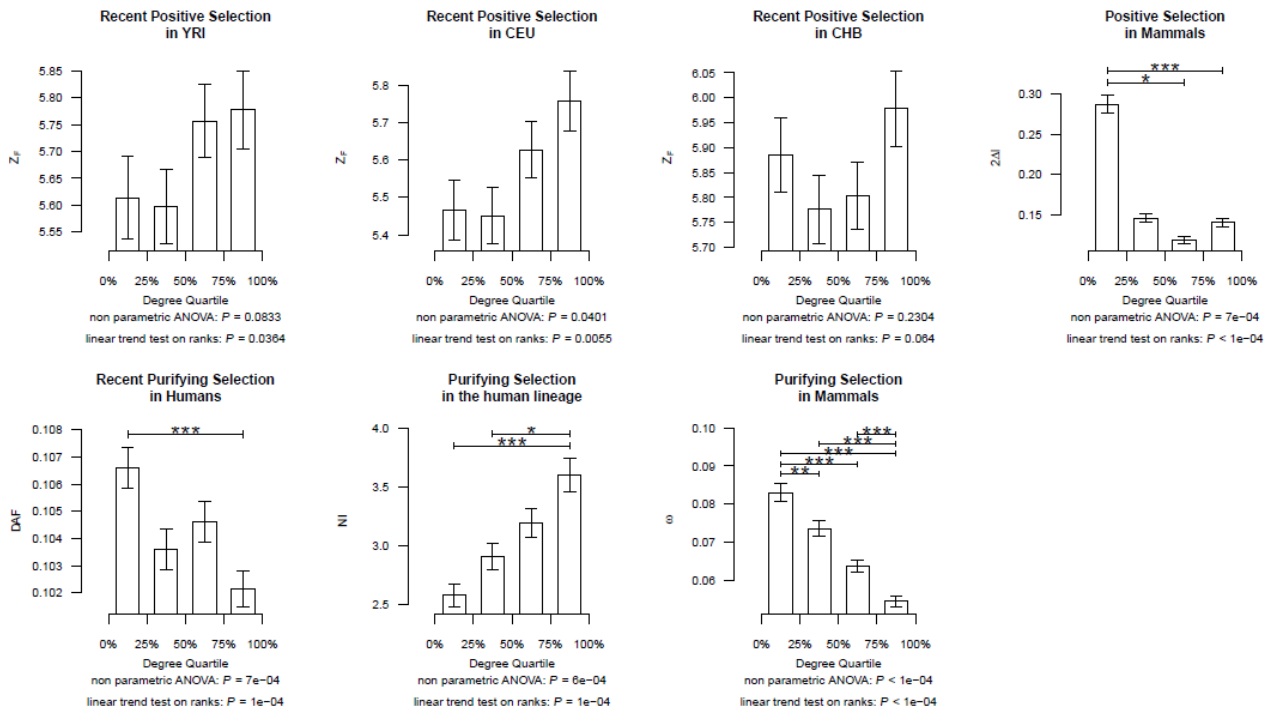 Recent Positive Selection
in YRI
5.85
5.80
5.75
5.70
5.65
5.60
5.55
Z_F
0% 25% 50% 75% 100%
Degree Quartile
non parametric ANOVA: P = 0.0833
linear trend test on ranks: P = 0.0364
Recent Positive Selection
in CEU
5.8
5.7
5.6
5.5
5.4
Z_F
0% 25% 50% 75% 100%
Degree Quartile
non parametric ANOVA: P = 0.0401
linear trend test on ranks: P = 0.0055
Recent Positive Selection
in CHB
6.05
6.00
5.95
5.90
5.85
5.80
5.75
5.70
Z_F
0% 25% 50% 75% 100%
Degree Quartile
non parametric ANOVA: P = 0.2304
linear trend test on ranks: P = 0.064
Positive Selection
in Mammals
***
*
0.30
0.25
0.20
0.15
2Δl
0% 25% 50% 75% 100%
Degree Quartile
non parametric ANOVA: P = 7e−04
linear trend test on ranks: P < 1e−04
Recent Purifying Selection
in Humans
***
0.108
0.107
0.106
0.104
0.103
0.102
DAF
0% 25% 50% 75% 100%
Degree Quartile
non parametric ANOVA: P = 7e−04
linear trend test on ranks: P = 1e−04
Purifying Selection
in the human lineage
*
***
4.0
3.5
3.0
2.5
NI
0% 25% 50% 75% 100%
Degree Quartile
non parametric ANOVA: P = 6e−04
linear trend test on ranks: P = 1e−04
Purifying Selection
in Mammals
***
***
***
***
**
0.10
0.09
0.08
0.07
0.06
ω
0% 25% 50% 75% 100%
Degree Quartile
non parametric ANOVA: P < 1e−04
linear trend test on ranks: P < 1e−04